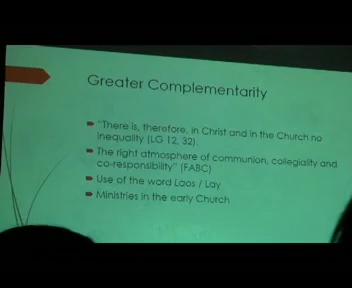 Greater Complementarity
"There is, therefore, in Christ and in the Church no
inequality (LG 12, 32).
The right atmosphere of communion, collegiality and
co-responsibility" (FABC)
Use of the word Laos / Lay
Ministries in the early Church